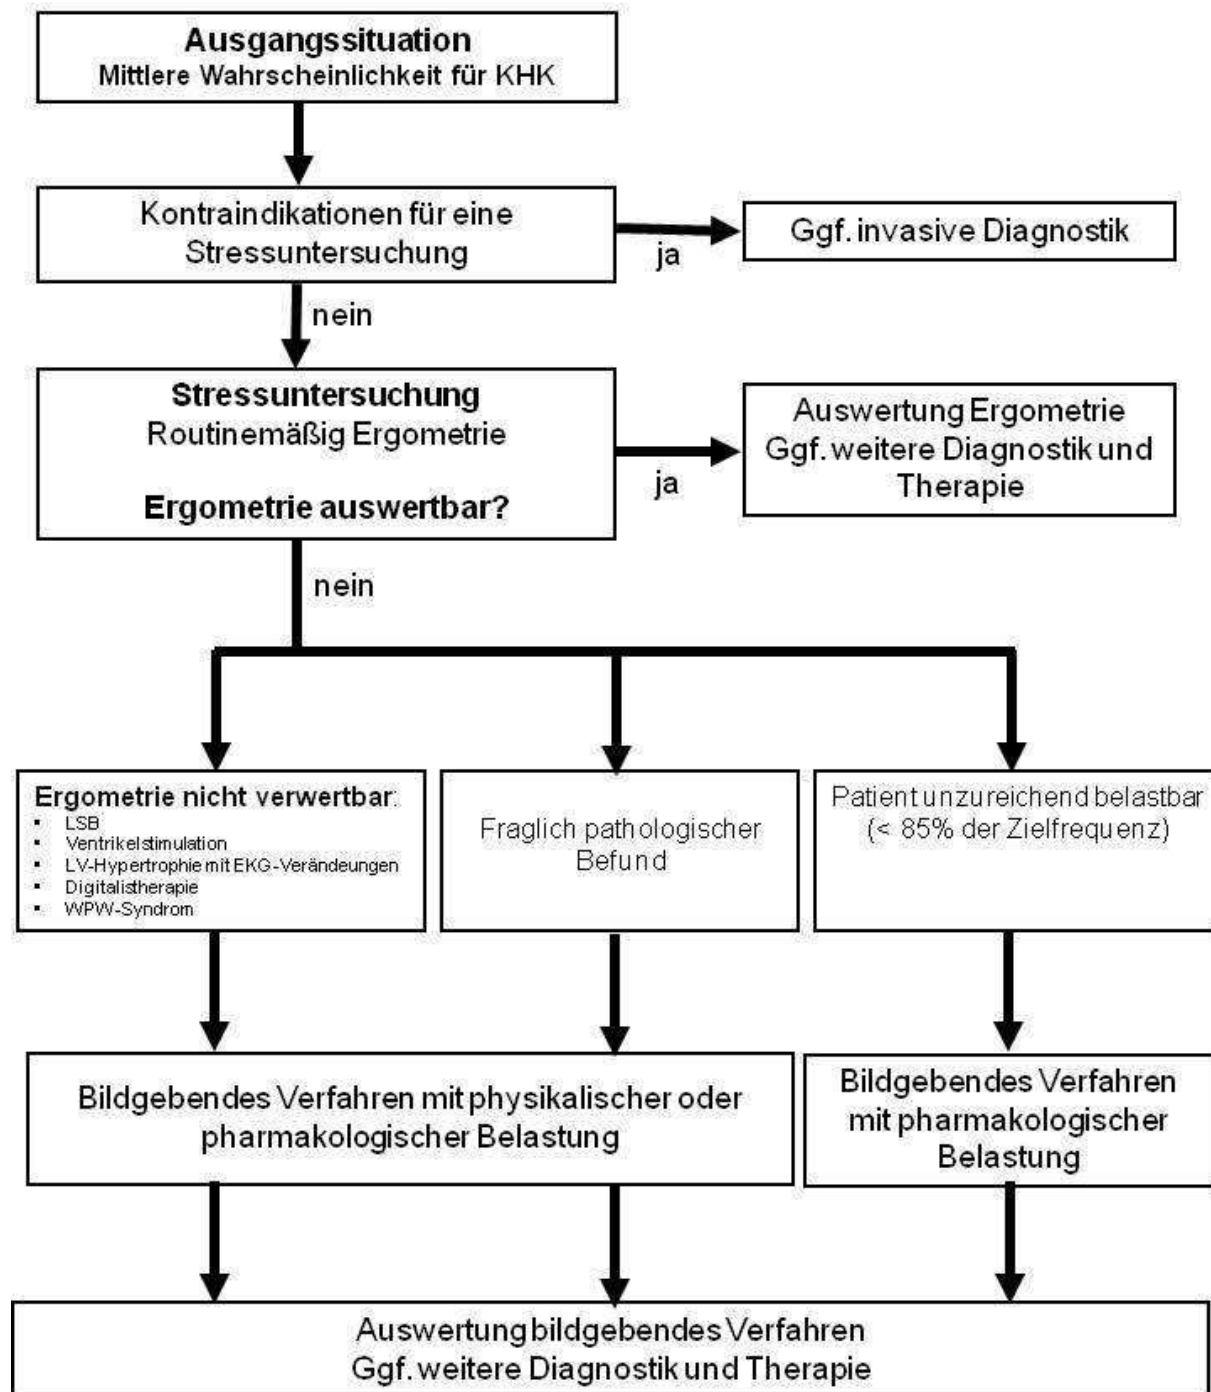 Ausgangssituation
Mittlere Wahrscheinlichkeit für KHK
Kontraindikationen für eine
Stressuntersuchung
ja
Ggf. invasive Diagnostik
nein
Stressuntersuchung
Routinemäßig Ergometrie
Ergometrie auswertbar?
ja
Auswertung Ergometrie
Ggf. weitere Diagnostik und
Therapie
nein
Ergometrie nicht verwertbar:
▪ LSB
▪ Ventrikelstimulation
▪ LV-Hypertrophie mit EKG-Verändeungen
▪ Digitalistherapie
▪ WPW-Syndrom
Fraglich pathologischer
Befund
Patient unzureichend belastbar
(< 85% der Zielfrequenz)
Bildgebendes Verfahren mit physikalischer oder
pharmakologischer Belastung
Bildgebendes Verfahren
mit pharmakologischer
Belastung
Auswertung bildgebendes Verfahren
Ggf. weitere Diagnostik und Therapie